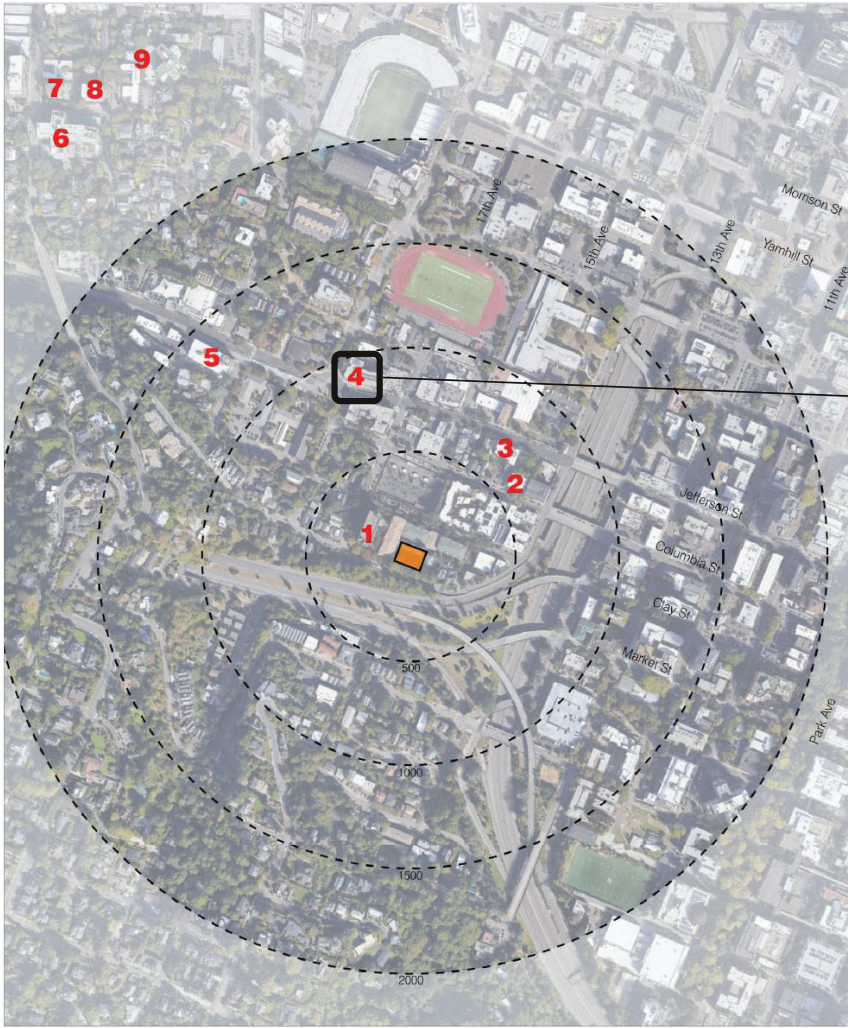 9
7
8
6
17th Ave
Morrison St
15th Ave
13th Ave
Yamhill St
11th Ave
5
4
3
2
Jefferson St
1
Columbia St
Clay St
Market St
500
Park Ave
1000
1500
2000